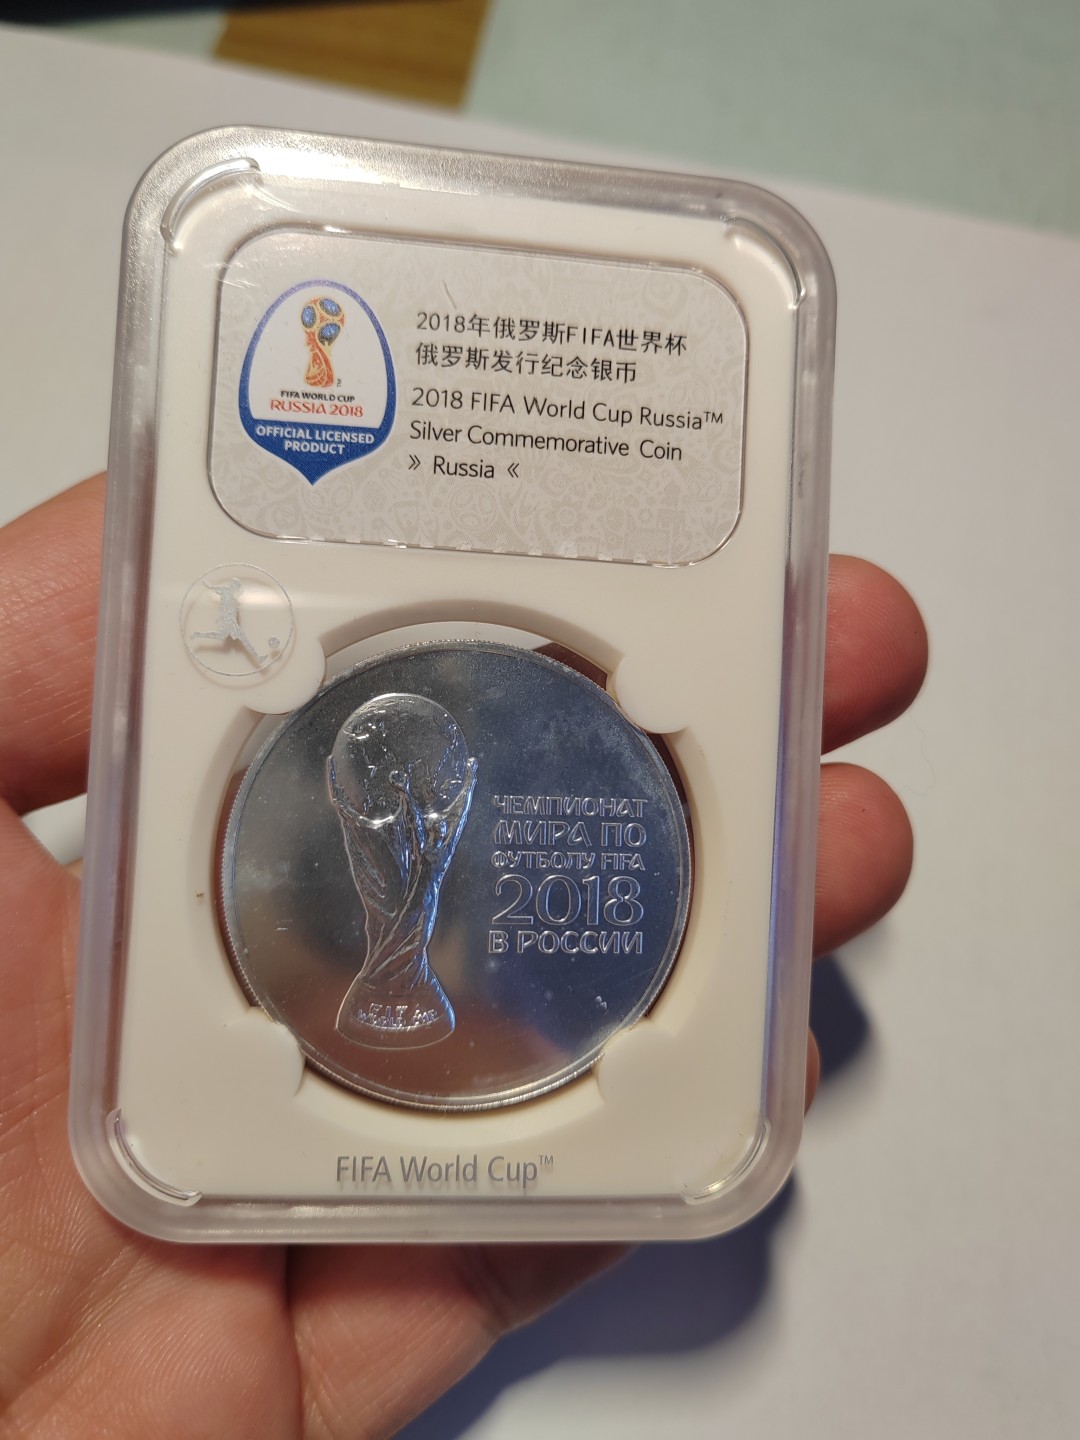 FIFA WORLD CUP
RUSSIA 2018
OFFICIAL LICENSED
PRODUCT
2018年俄罗斯FIFA世界杯
俄罗斯发行纪念银币
2018 FIFA World Cup Russia™
Silver Commemorative Coin
» Russia «
ЧЕМПИОНАТ
МИРА ПО
ФУТБОЛУ FIFA
2018
В РОССИИ
FIFA World Cup™